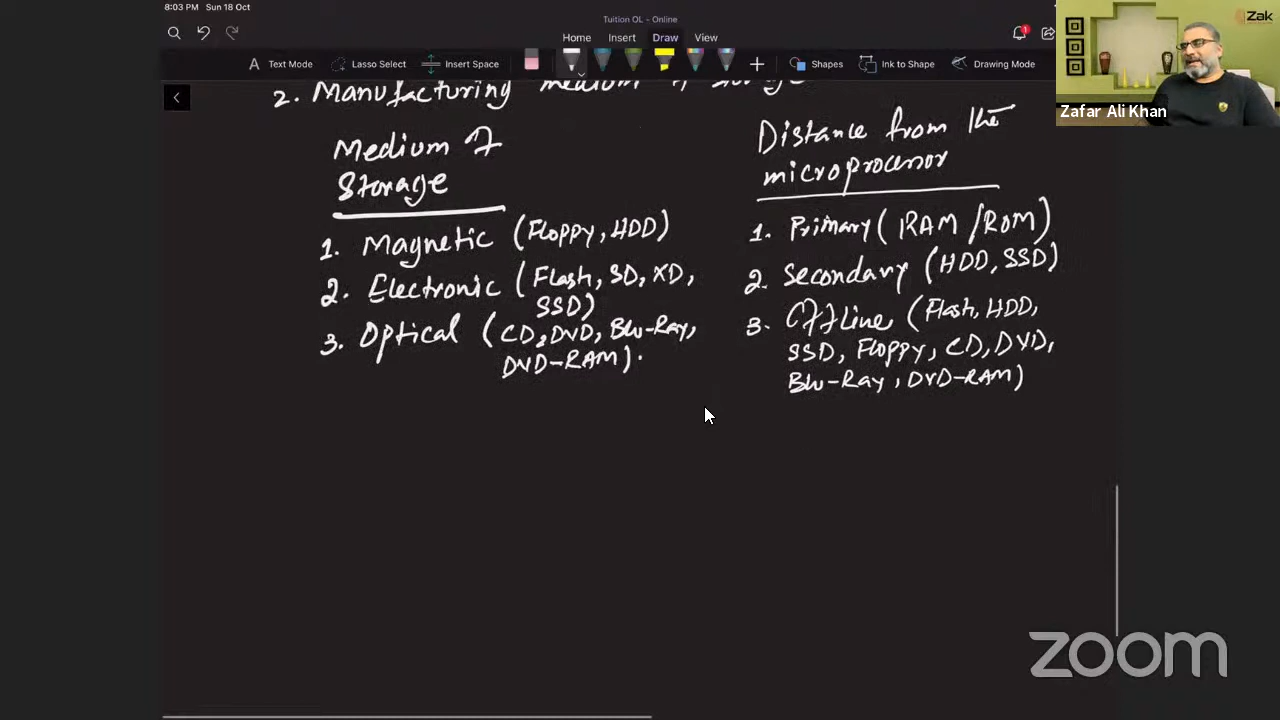 8:03 PM Sun 18 Oct
Tuition OL - Online
Home Insert Draw View
Text Mode Lasso Select Insert Space Shapes Ink to Shape Drawing Mode
1
Zak
Zafar Ali Khan
2. Manufacturing medium of storage
Medium of
Storage
1. Magnetic (Floppy, HDD)
2. Electronic (Flash, SD, XD,
SSD)
3. Optical (CD, DVD, Blu-Ray,
DVD-RAM).
Distance from the
microprocessor
1. Primary (RAM/ROM)
2. Secondary (HDD, SSD)
3. Offline (Flash, HDD,
SSD, Floppy, CD, DVD,
Blu-Ray, DVD-RAM)
zoom